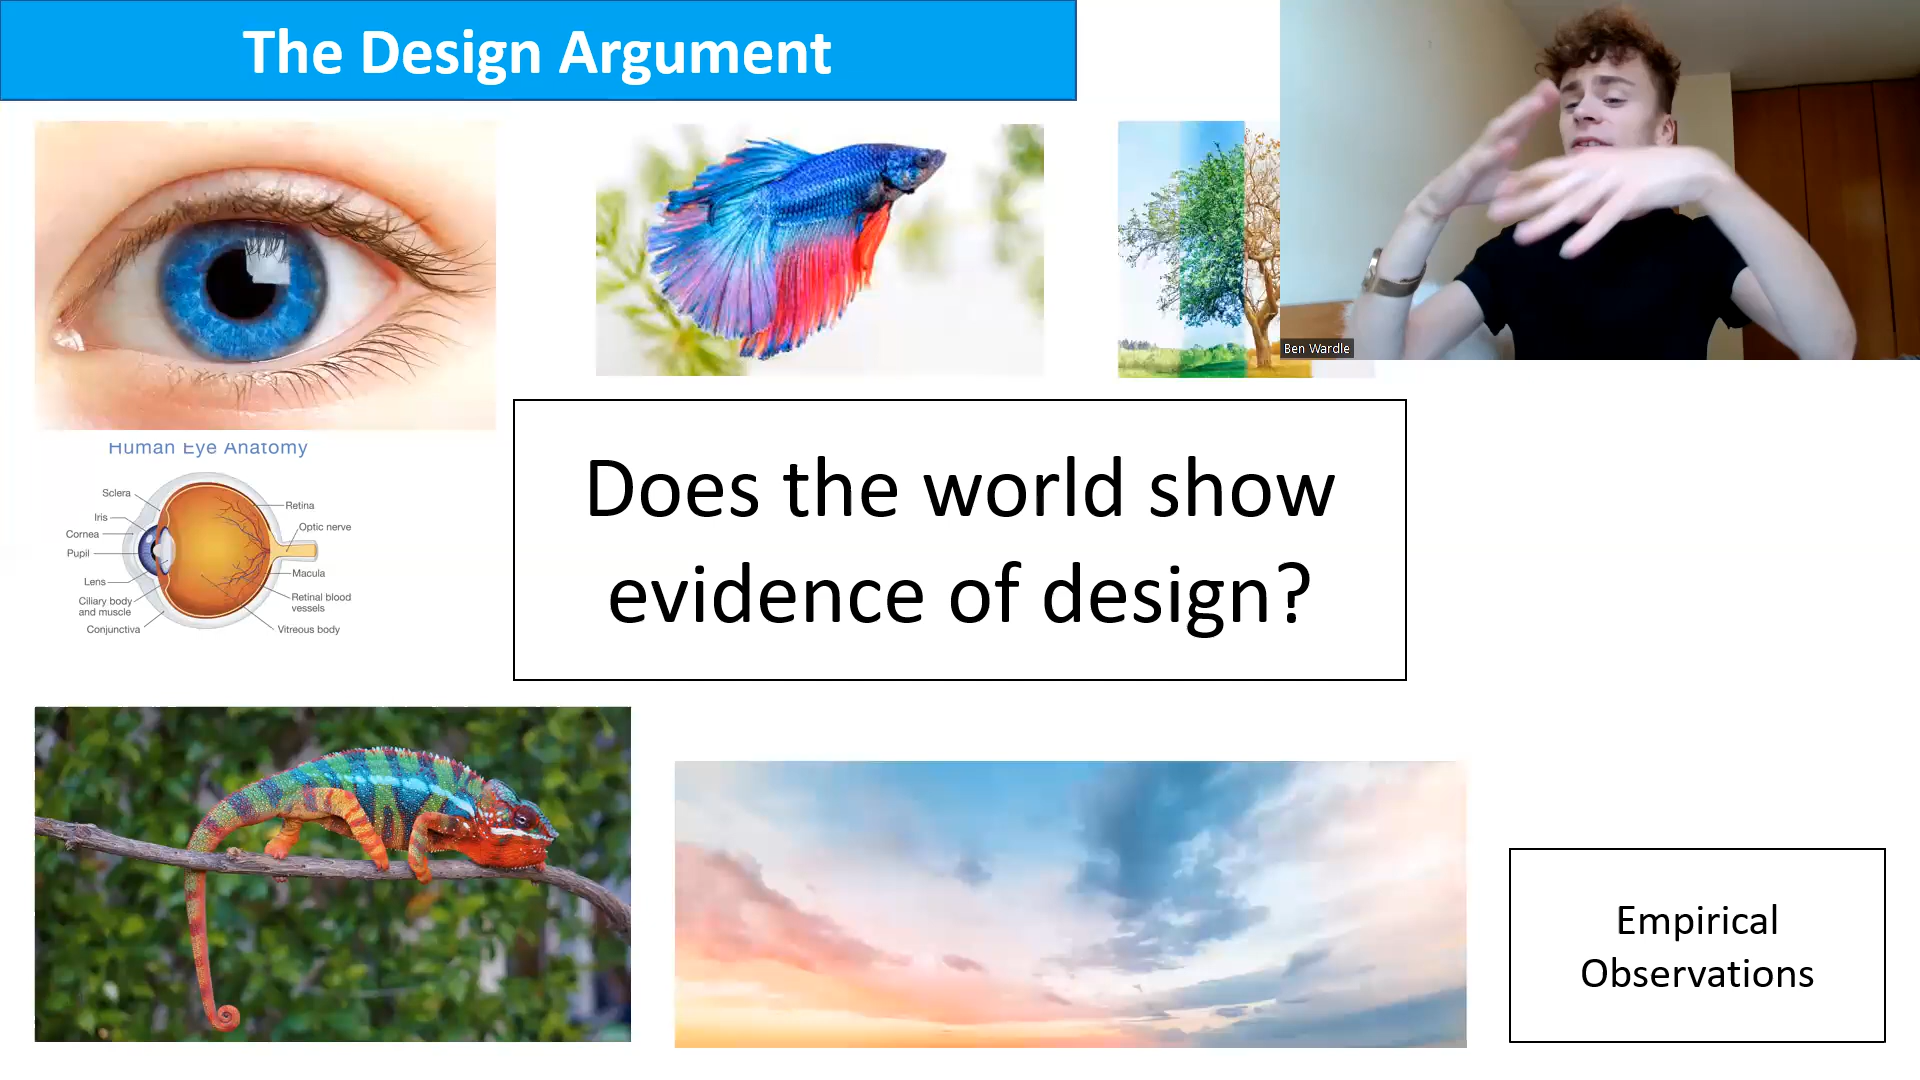 The Design Argument
Ben Wardle
Human Eye Anatomy
Sclera
Iris
Cornea
Pupil
Lens
Ciliary body
and muscle
Conjunctiva
Retina
Optic nerve
Macula
Retinal blood
vessels
Vitreous body
Does the world show
evidence of design?
Empirical
Observations